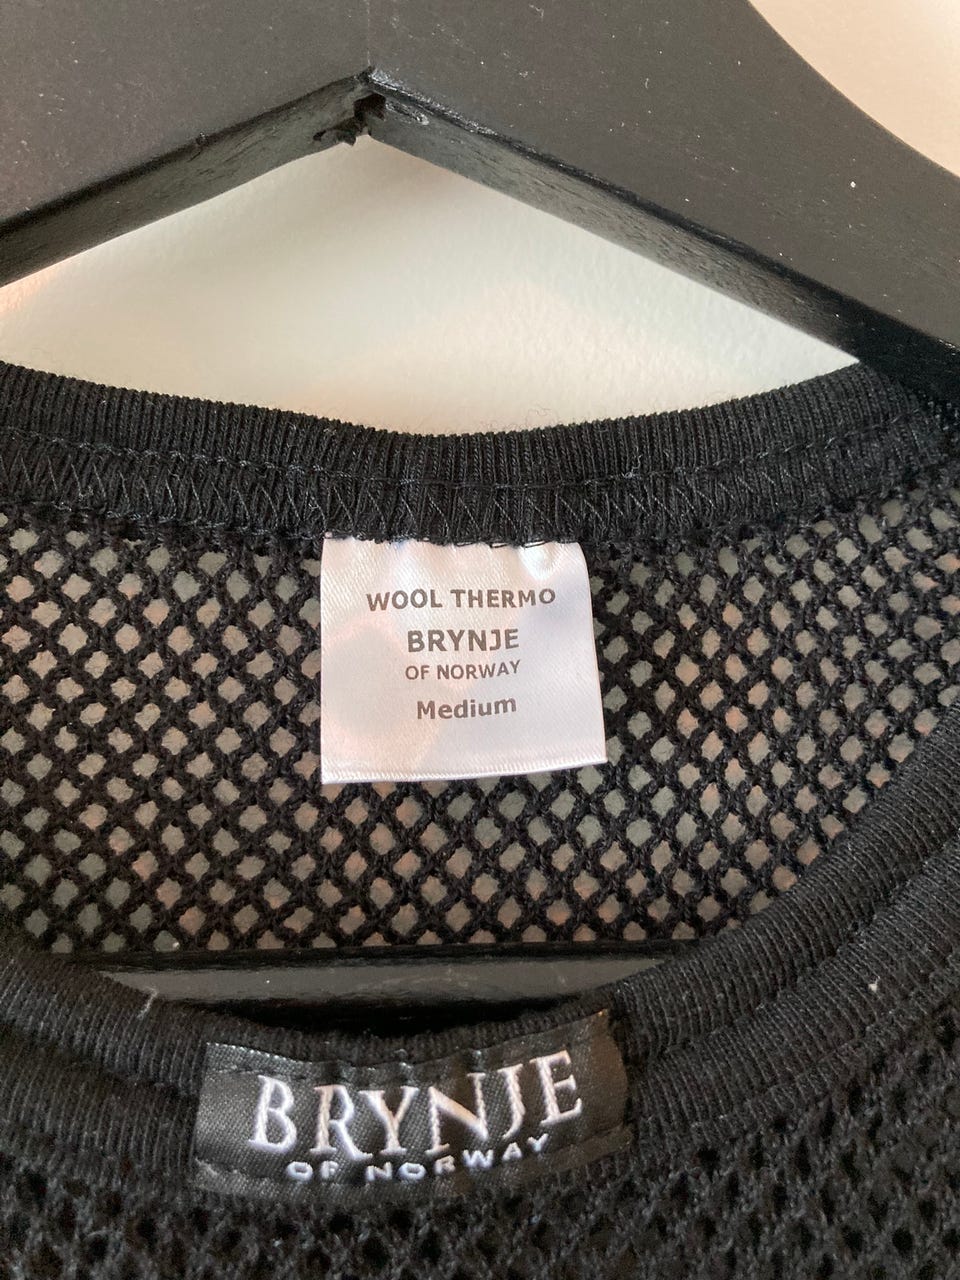 WOOL THERMO
BRYNJE
OF NORWAY
Medium
BRYNJE
OF NORWAY